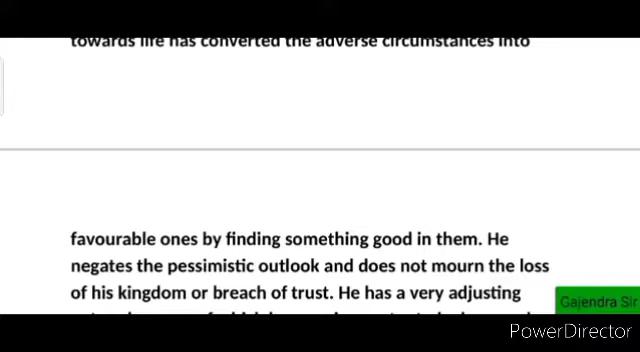 towards life has converted the adverse circumstances into
favourable ones by finding something good in them. He
negates the pessimistic outlook and does not mourn the loss
of his kingdom or breach of trust. He has a very adjusting
Gajendra Sir
PowerDirector